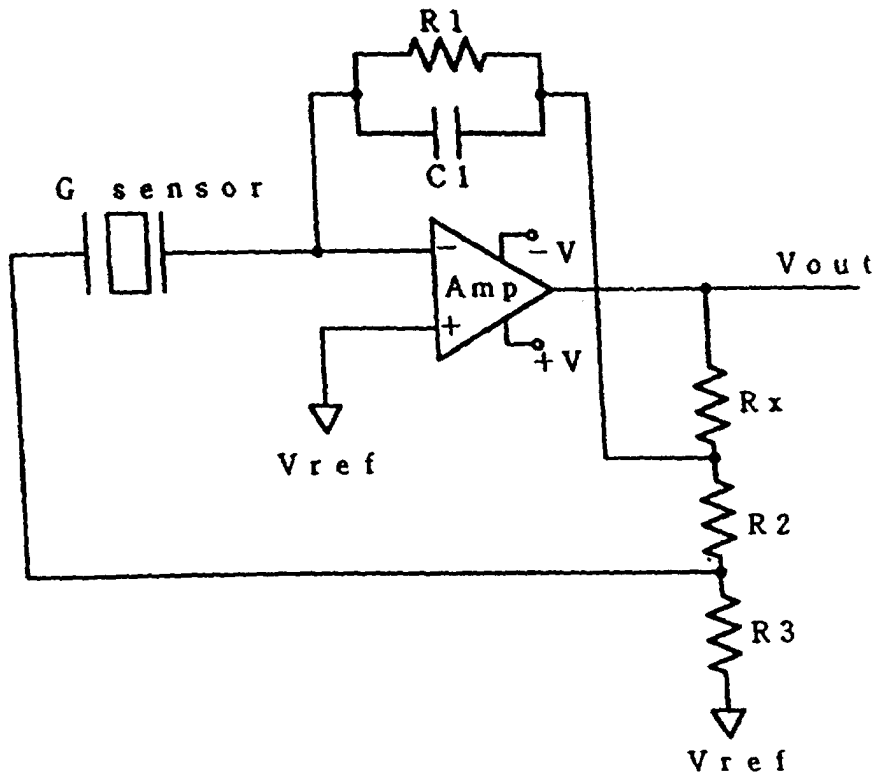 R1
C1
G sensor
−
−V
Amp
Vout
+
+V
Rx
Vref
R2
R3
Vref